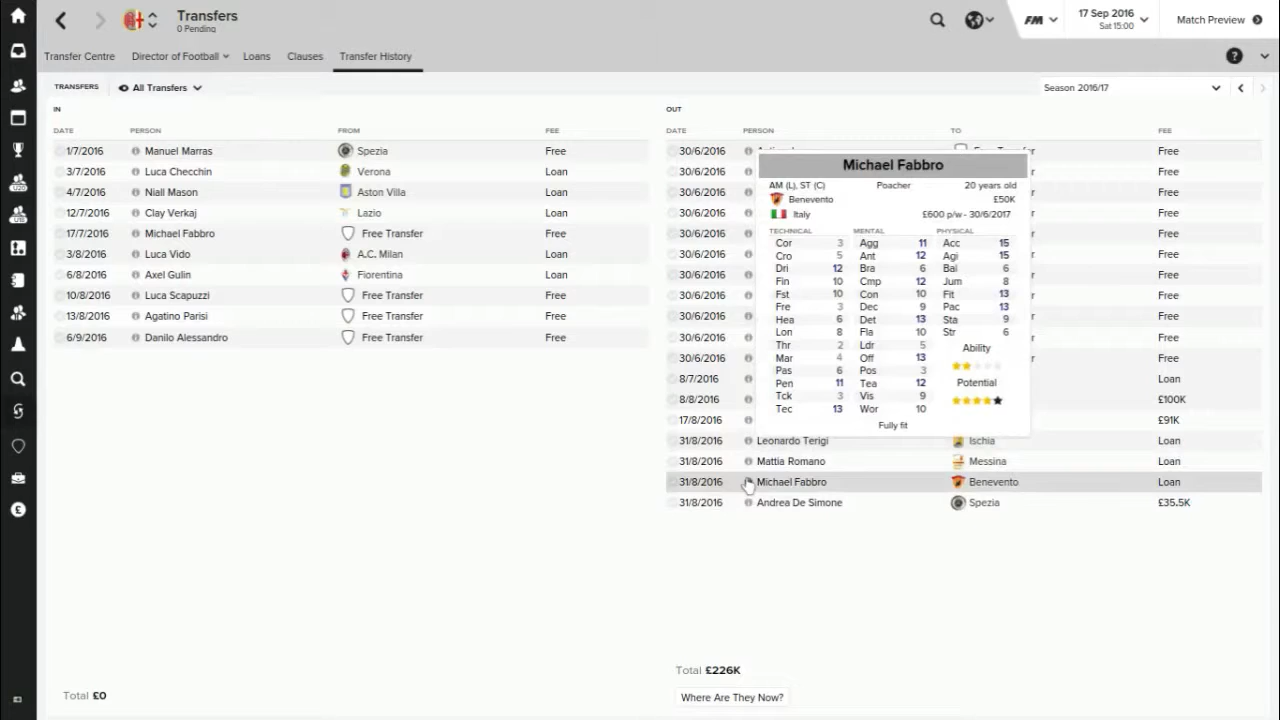 Transfers
0 Pending
FM
17 Sep 2016
Sat 15:00
Match Preview
Transfer Centre
Director of Football
Loans
Clauses
Transfer History
?
TRANSFERS
All Transfers
Season 2016/17
IN
DATE PERSON FROM FEE
1/7/2016 Manuel Marras Spezia Free
3/7/2016 Luca Checchin Verona Loan
4/7/2016 Niall Mason Aston Villa Loan
12/7/2016 Clay Verkaj Lazio Loan
17/7/2016 Michael Fabbro Free Transfer Free
3/8/2016 Luca Vido A.C. Milan Loan
6/8/2016 Axel Gulin Fiorentina Loan
10/8/2016 Luca Scapuzzi Free Transfer Free
13/8/2016 Agatino Parisi Free Transfer Free
6/9/2016 Danilo Alessandro Free Transfer Free
Total £0
OUT
DATE PERSON TO FEE
30/6/2016 Free
30/6/2016 Free
30/6/2016 Free
30/6/2016 Free
30/6/2016 Free
30/6/2016 Free
30/6/2016 Free
30/6/2016 Free
30/6/2016 Free
30/6/2016 Free
30/6/2016 Free
8/7/2016 Loan
8/8/2016 £100K
17/8/2016 £91K
31/8/2016 Leonardo Terigi Ischia Loan
31/8/2016 Mattia Romano Messina Loan
31/8/2016 Michael Fabbro Benevento Loan
31/8/2016 Andrea De Simone Spezia £35.5K
Total £226K
Where Are They Now?
Michael Fabbro
AM (L), ST (C) Poacher 20 years old
Benevento £50K
Italy £600 p/w - 30/6/2017
TECHNICAL MENTAL PHYSICAL
Cor 3 Agg 11 Acc 15
Cro 5 Ant 12 Agi 15
Dri 12 Bra 6 Bal 6
Fin 10 Cmp 12 Jum 8
Fst 10 Con 10 Fit 13
Fre 3 Dec 9 Pac 13
Hea 6 Det 13 Sta 9
Lon 8 Fla 10 Str 6
Thr 2 Ldr 5
Mar 4 Off 13
Pas 6 Pos 3
Pen 11 Tea 12
Tck 3 Vis 9
Tec 13 Wor 10
Ability
Potential
Fully fit